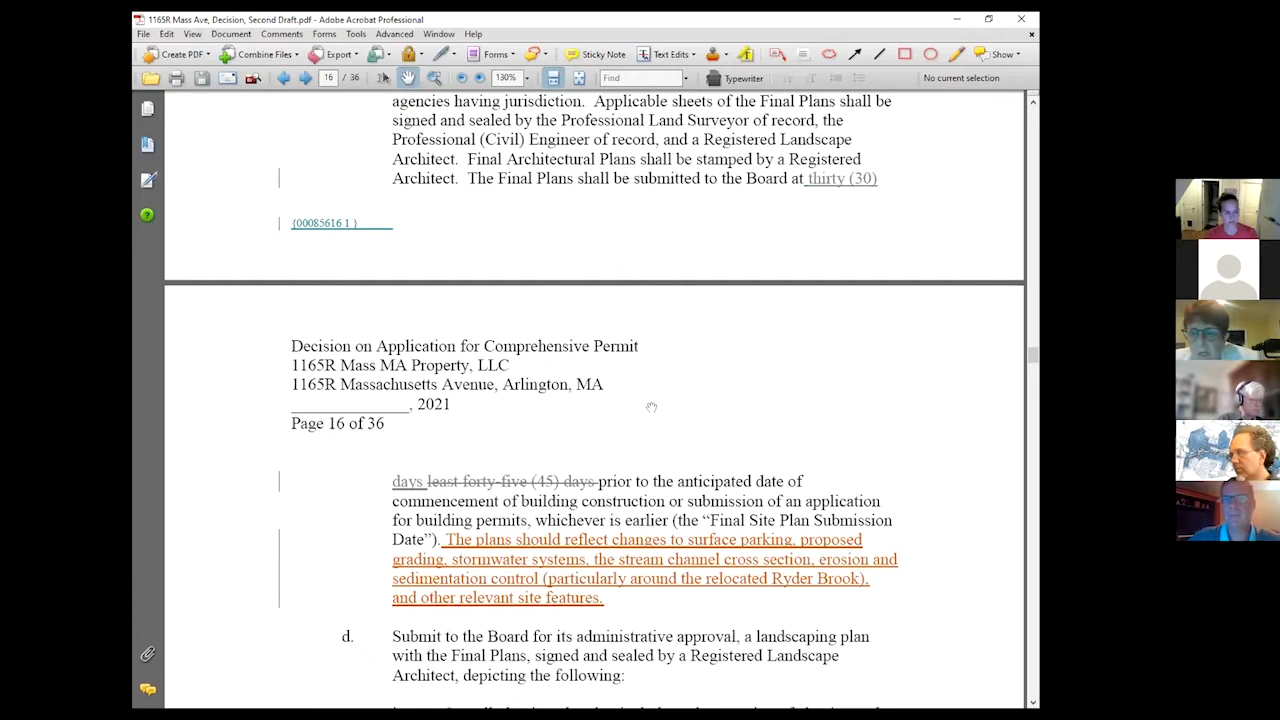 1165R Mass Ave, Decision, Second Draft.pdf - Adobe Acrobat Professional
File Edit View Document Comments Forms Tools Advanced Window Help
Create PDF Combine Files Export Forms Sticky Note Text Edits Show
16 / 36 130% Find Typewriter No current selection
agencies having jurisdiction. Applicable sheets of the Final Plans shall be
signed and sealed by the Professional Land Surveyor of record, the
Professional (Civil) Engineer of record, and a Registered Landscape
Architect. Final Architectural Plans shall be stamped by a Registered
Architect. The Final Plans shall be submitted to the Board at thirty (30)
{00085616 1 }
Decision on Application for Comprehensive Permit
1165R Mass MA Property, LLC
1165R Massachusetts Avenue, Arlington, MA
______________, 2021
Page 16 of 36
days least forty-five (45) days prior to the anticipated date of
commencement of building construction or submission of an application
for building permits, whichever is earlier (the “Final Site Plan Submission
Date”). The plans should reflect changes to surface parking, proposed
grading, stormwater systems, the stream channel cross section, erosion and
sedimentation control (particularly around the relocated Ryder Brook),
and other relevant site features.
d. Submit to the Board for its administrative approval, a landscaping plan
with the Final Plans, signed and sealed by a Registered Landscape
Architect, depicting the following: